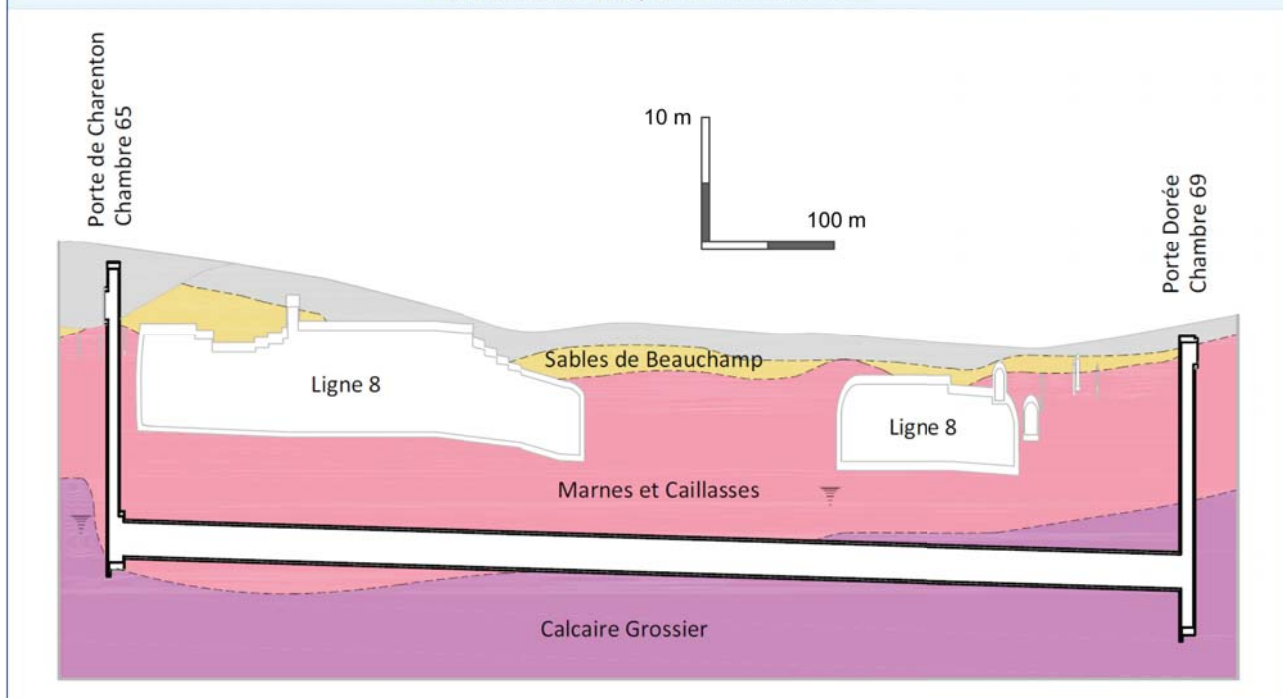 Porte de Charenton
Chambre 65
10 m
100 m
Porte Dorée
Chambre 69
Sables de Beauchamp
Ligne 8
Ligne 8
Marnes et Caillasses
Calcaire Grossier